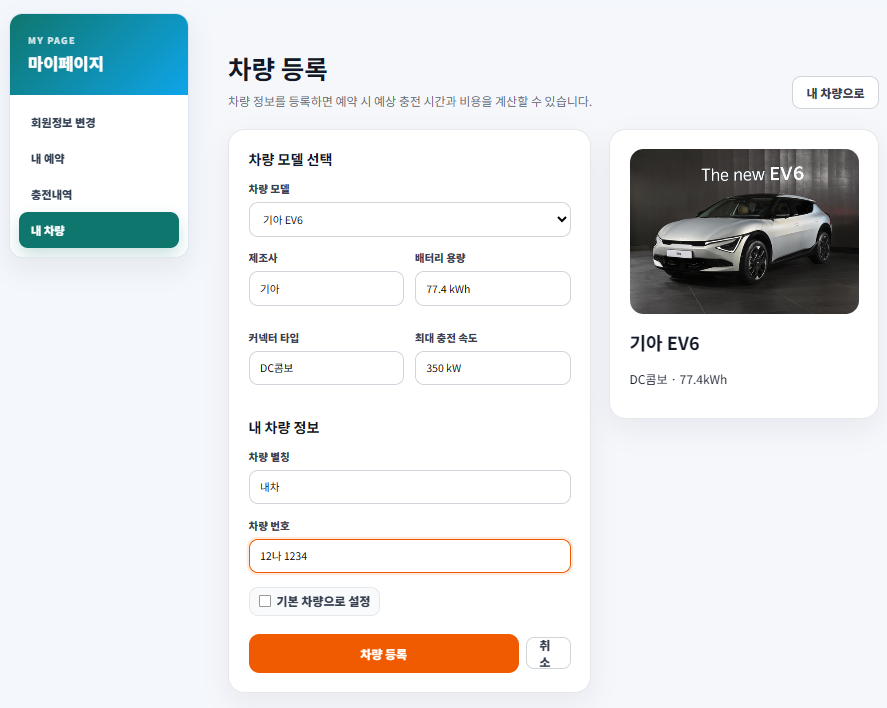 MY PAGE
마이페이지
회원정보 변경
내 예약
충전내역
내 차량
차량 등록
차량 정보를 등록하면 예약 시 예상 충전 시간과 비용을 계산할 수 있습니다.
내 차량으로
차량 모델 선택
차량 모델
기아 EV6
제조사
배터리 용량
기아
77.4 kWh
커넥터 타입
최대 충전 속도
DC콤보
350 kW
내 차량 정보
차량 별칭
내차
차량 번호
12나 1234
기본 차량으로 설정
차량 등록
취
소
The new EV6
기아 EV6
DC콤보 · 77.4kWh